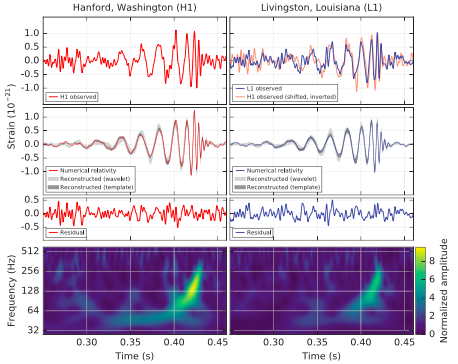 Hanford, Washington (H1)
Livingston, Louisiana (L1)
1.0
0.5
0.0
-0.5
-1.0
H1 observed
L1 observed
H1 observed (shifted, inverted)
Strain (10⁻²¹)
1.0
0.5
0.0
-0.5
-1.0
Numerical relativity
Reconstructed (wavelet)
Reconstructed (template)
Numerical relativity
Reconstructed (wavelet)
Reconstructed (template)
0.5
0.0
-0.5
Residual
Residual
Frequency (Hz)
512
256
128
64
32
0.30
0.35
0.40
0.45
Time (s)
0.30
0.35
0.40
0.45
Time (s)
8
6
4
2
0
Normalized amplitude